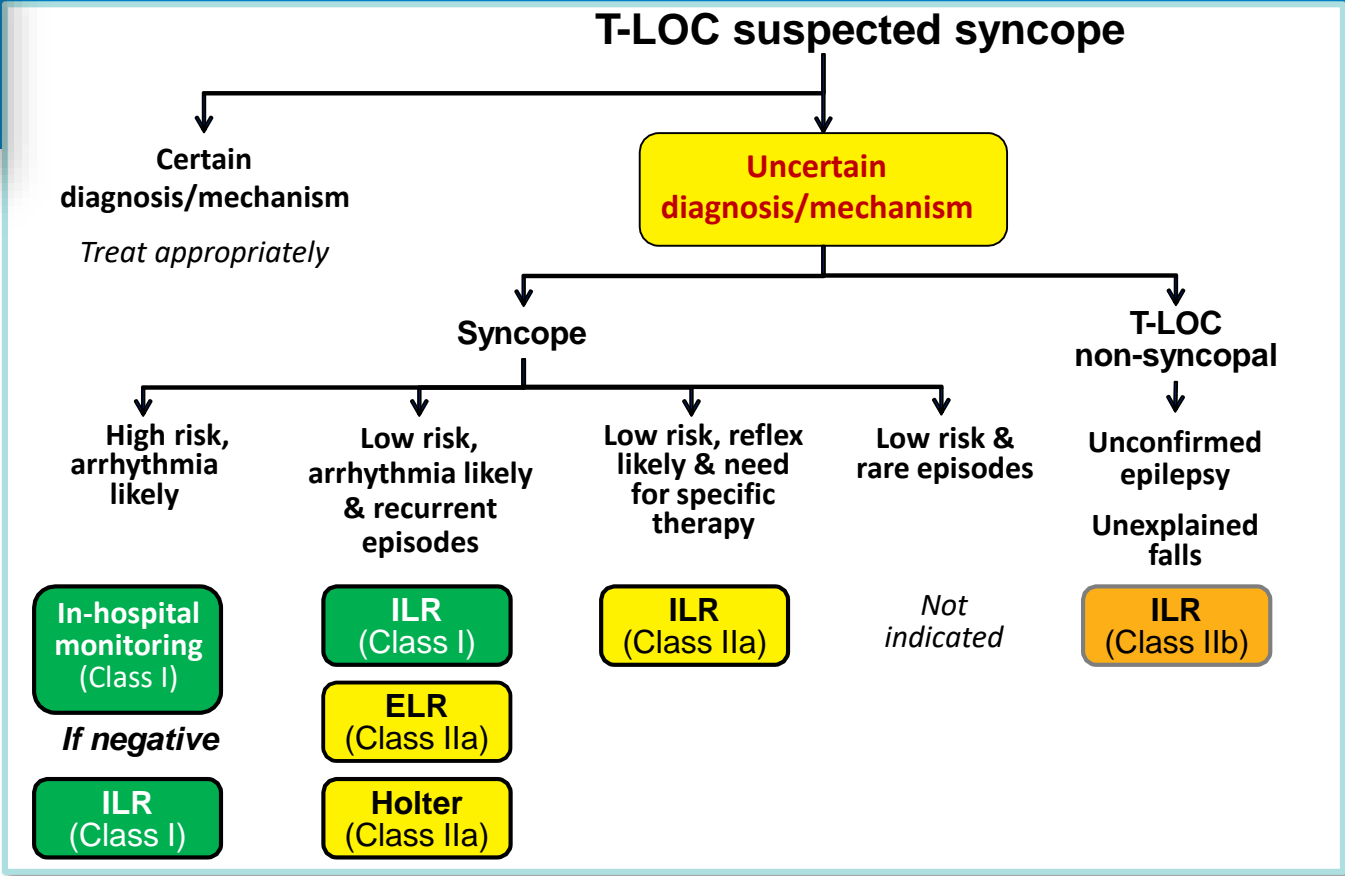 T-LOC suspected syncope
Certain
diagnosis/mechanism
Treat appropriately
Uncertain
diagnosis/mechanism
Syncope
T-LOC
non-syncopal
High risk,
arrhythmia
likely
Low risk,
arrhythmia likely
& recurrent
episodes
Low risk, reflex
likely & need
for specific
therapy
Low risk &
rare episodes
Unconfirmed
epilepsy
Unexplained
falls
In-hospital
monitoring
(Class I)
If negative
ILR
(Class I)
ILR
(Class I)
ELR
(Class IIa)
Holter
(Class IIa)
ILR
(Class IIa)
Not
indicated
ILR
(Class IIb)